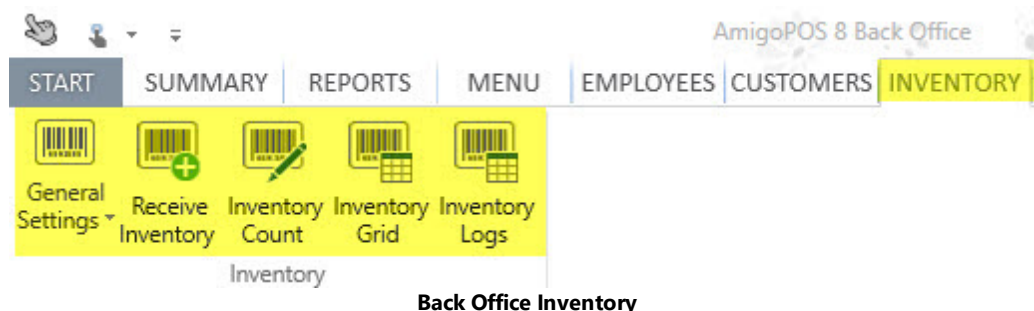 AmigoPOS 8 Back Office
START SUMMARY REPORTS MENU EMPLOYEES CUSTOMERS INVENTORY
General Settings
Receive Inventory
Inventory Count
Inventory Grid
Inventory Logs
Inventory
Back Office Inventory